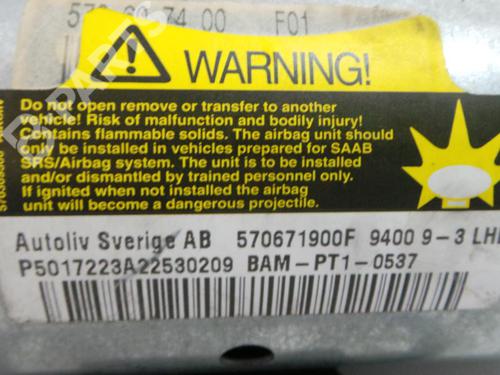 00 F01
WARNING!
Do not open remove or transfer to another
vehicle! Risk of malfunction and bodily injury!
Contains flammable solids. The airbag unit should
only be installed in vehicles prepared for SAAB
SRS/Airbag system. The unit is to be installed
and/or dismantled by trained personnel only.
If ignited when not installed the airbag
unit will become a dangerous projectile.
Autoliv Sverige AB 570671900F 9400 9-3 LH
P5017223A22530209 BAM-PT1-0537